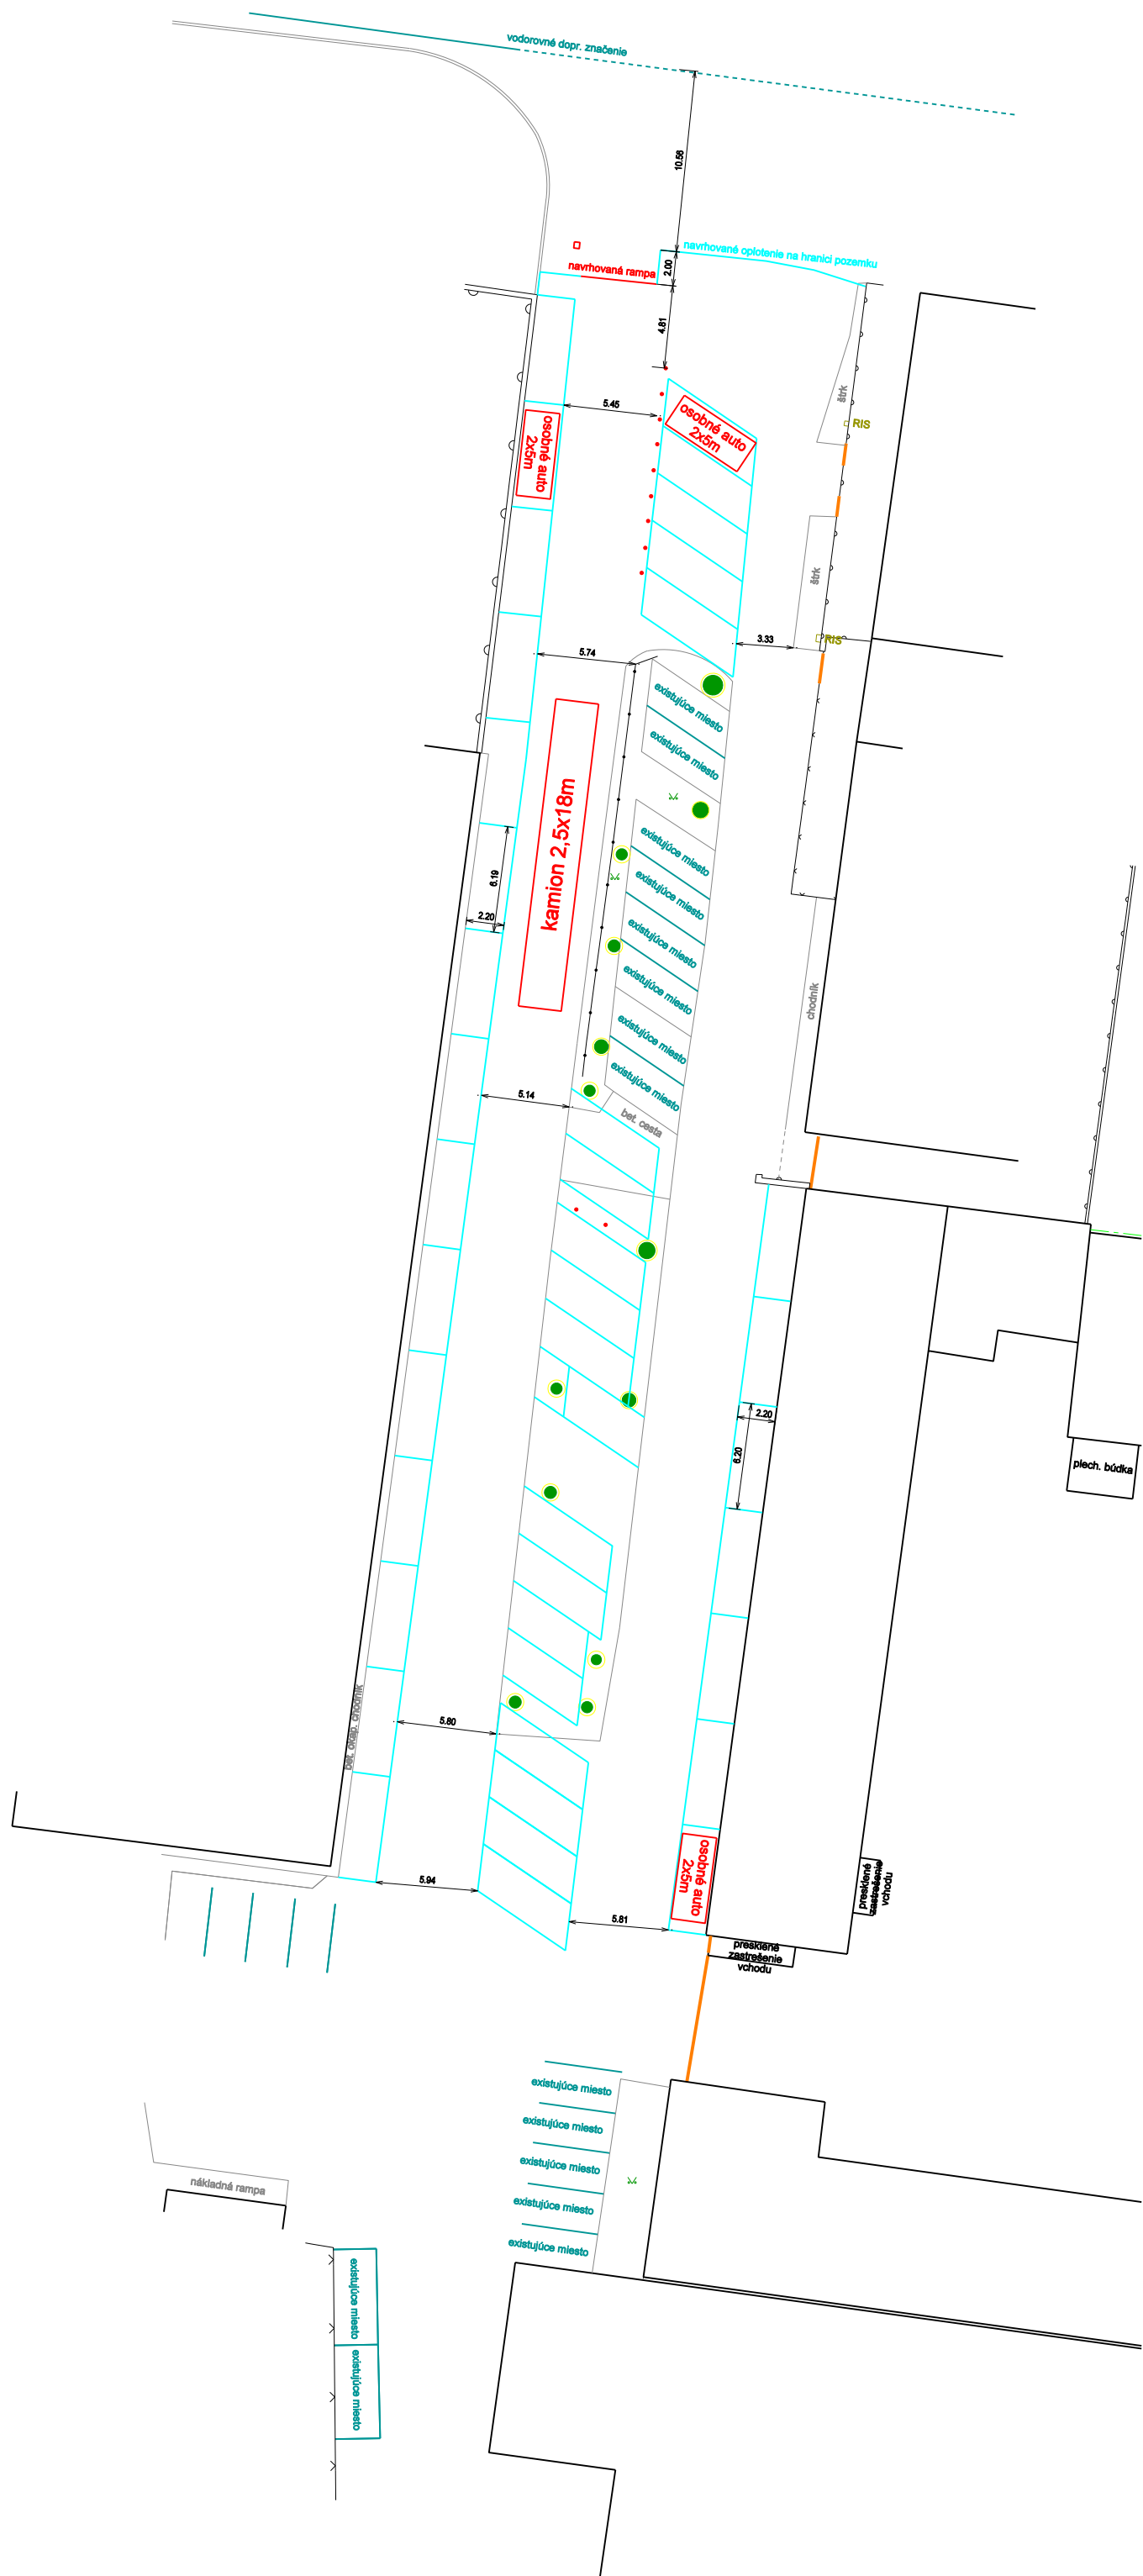 vodorovné dopr. značenie
10.56
navrhované oplotenie na hranici pozemku
2.00
navrhovaná rampa
4.81
štrk
5.45
osobné auto
2x5m
osobné auto
2x5m
RIS
štrk
3.33
RIS
5.74
existujúce miesto
existujúce miesto
kamion 2,5x18m
existujúce miesto
6.19
existujúce miesto
2.20
existujúce miesto
existujúce miesto
chodník
existujúce miesto
existujúce miesto
5.14
bet. cesta
2.20
6.20
plech. búdka
bet. okap. chodník
5.80
osobné auto
2x5m
5.94
5.81
presklené
zastrešenie
vchodu
presklené
zastrešenie
vchodu
existujúce miesto
existujúce miesto
existujúce miesto
existujúce miesto
existujúce miesto
nákladná rampa
existujúce miesto
existujúce miesto